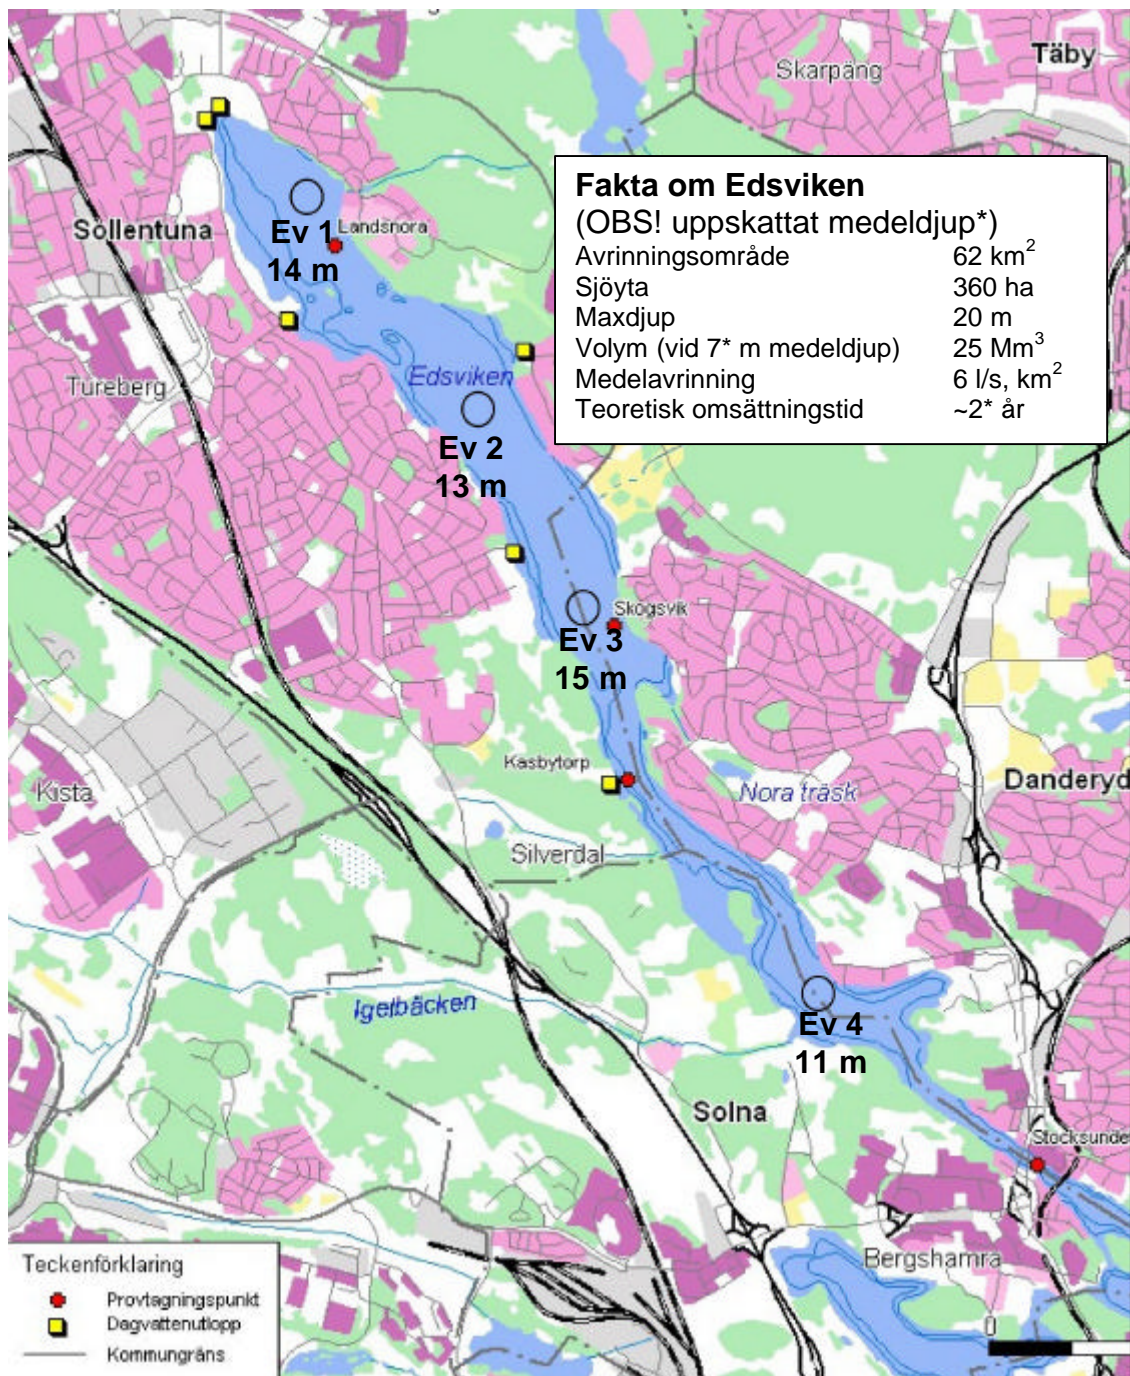 Skarpäng
Täby
Fakta om Edsviken
(OBS! uppskattat medeldjup*)
Avrinningsområde 62 km²
Sjöyta 360 ha
Maxdjup 20 m
Volym (vid 7* m medeldjup) 25 Mm³
Medelavrinning 6 l/s, km²
Teoretisk omsättningstid ~2* år
Sollentuna
Ev 1
Landsnora
14 m
Tureberg
Edsviken
Ev 2
13 m
Skogsvik
Ev 3
15 m
Kasbytorp
Kista
Nora träsk
Danderyd
Silverdal
Igelbäcken
Ev 4
11 m
Solna
Stocksunde
Bergshamra
Teckenförklaring
Provtagningspunkt
Dagvattenutlopp
Kommungräns
0